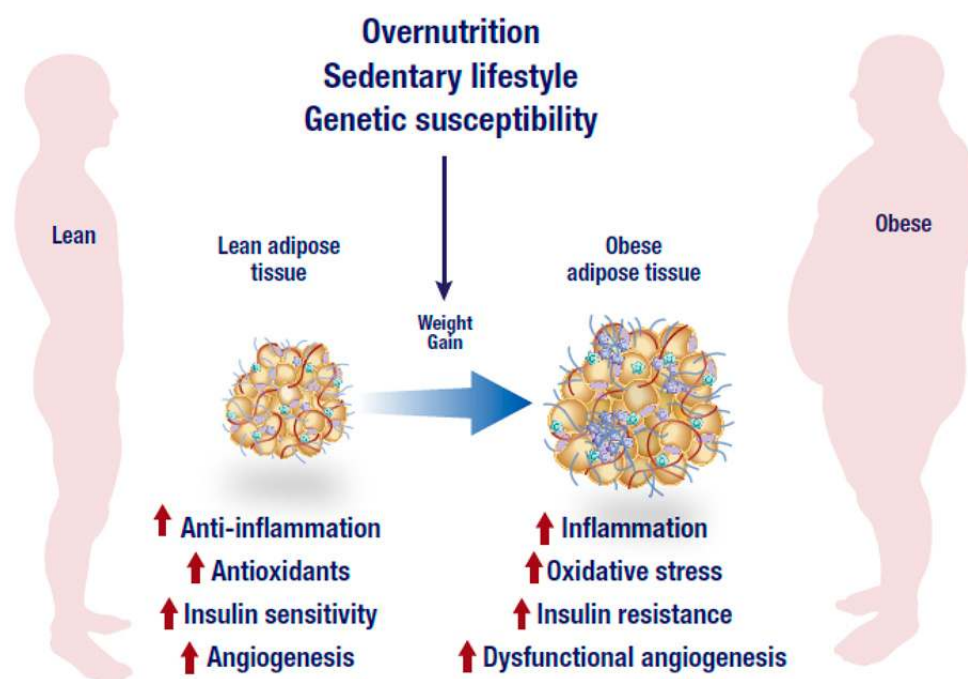 Overnutrition
Sedentary lifestyle
Genetic susceptibility
Lean
Obese
Lean adipose
tissue
Obese
adipose tissue
Weight
Gain
Anti-inflammation
Antioxidants
Insulin sensitivity
Angiogenesis
Inflammation
Oxidative stress
Insulin resistance
Dysfunctional angiogenesis